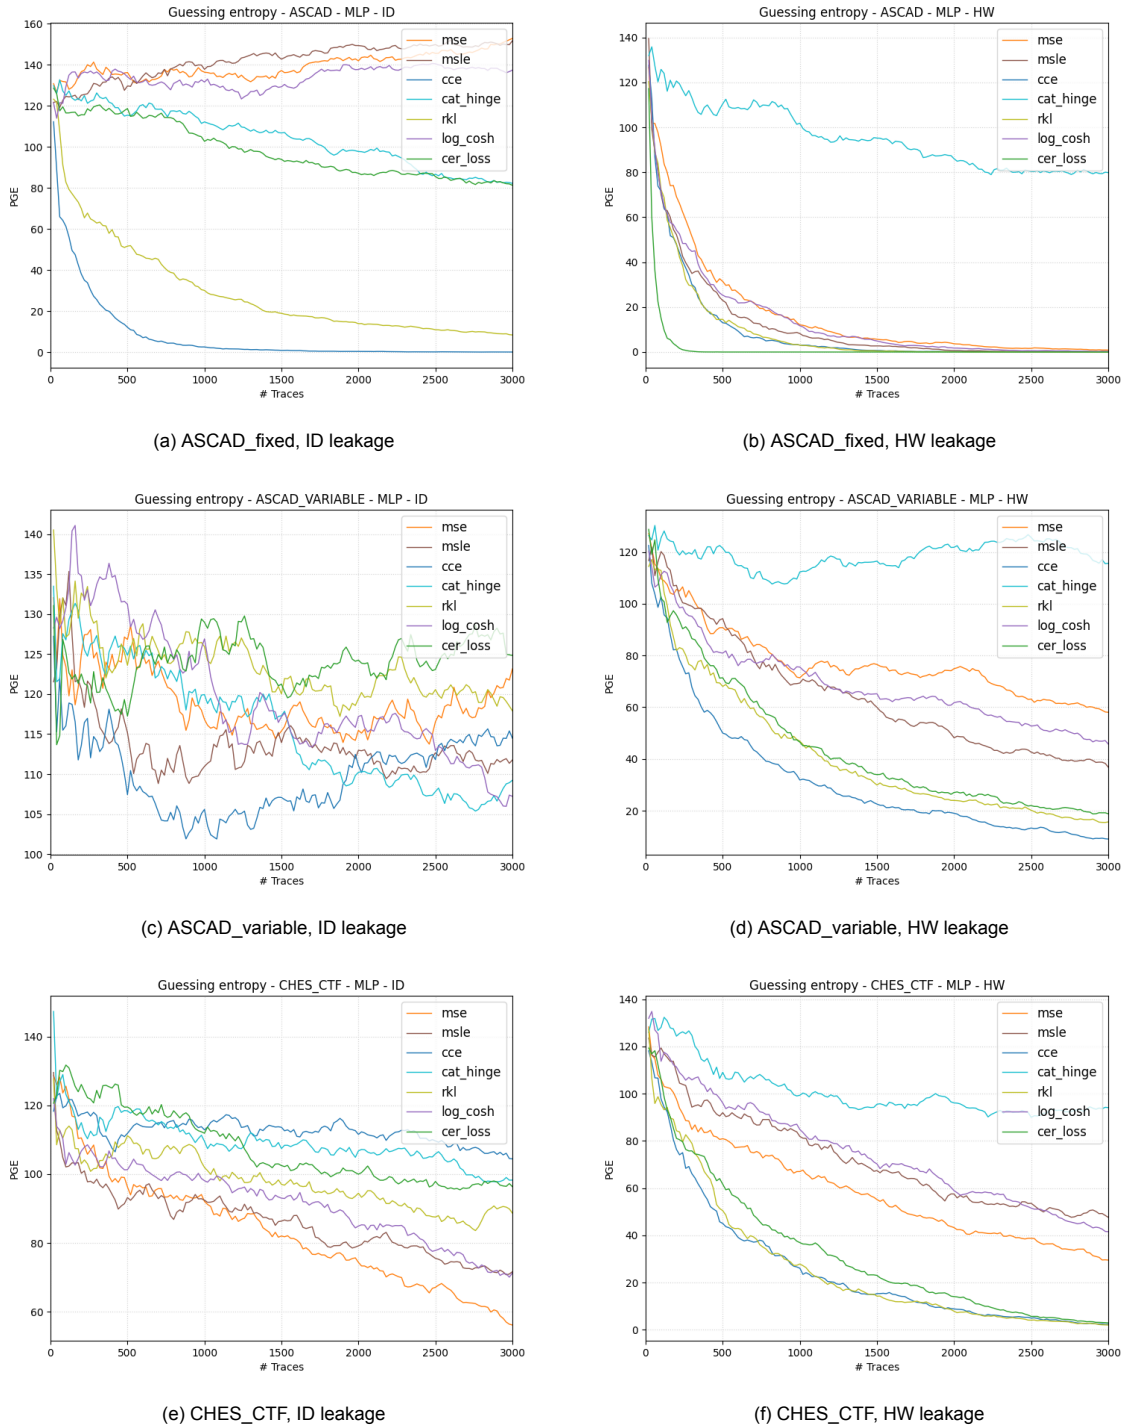 Guessing entropy - ASCAD - MLP - ID
160
140
120
100
80
60
40
20
0
PGE
0 500 1000 1500 2000 2500 3000
# Traces
mse
msle
cce
cat_hinge
rkl
log_cosh
cer_loss
(a) ASCAD_fixed, ID leakage
Guessing entropy - ASCAD - MLP - HW
140
120
100
80
60
40
20
0
PGE
0 500 1000 1500 2000 2500 3000
# Traces
mse
msle
cce
cat_hinge
rkl
log_cosh
cer_loss
(b) ASCAD_fixed, HW leakage
Guessing entropy - ASCAD_VARIABLE - MLP - ID
140
135
130
125
120
115
110
105
100
PGE
0 500 1000 1500 2000 2500 3000
# Traces
mse
msle
cce
cat_hinge
rkl
log_cosh
cer_loss
(c) ASCAD_variable, ID leakage
Guessing entropy - ASCAD_VARIABLE - MLP - HW
120
100
80
60
40
20
PGE
0 500 1000 1500 2000 2500 3000
# Traces
mse
msle
cce
cat_hinge
rkl
log_cosh
cer_loss
(d) ASCAD_variable, HW leakage
Guessing entropy - CHES_CTF - MLP - ID
140
120
100
80
60
PGE
0 500 1000 1500 2000 2500 3000
# Traces
mse
msle
cce
cat_hinge
rkl
log_cosh
cer_loss
(e) CHES_CTF, ID leakage
Guessing entropy - CHES_CTF - MLP - HW
140
120
100
80
60
40
20
0
PGE
0 500 1000 1500 2000 2500 3000
# Traces
mse
msle
cce
cat_hinge
rkl
log_cosh
cer_loss
(f) CHES_CTF, HW leakage